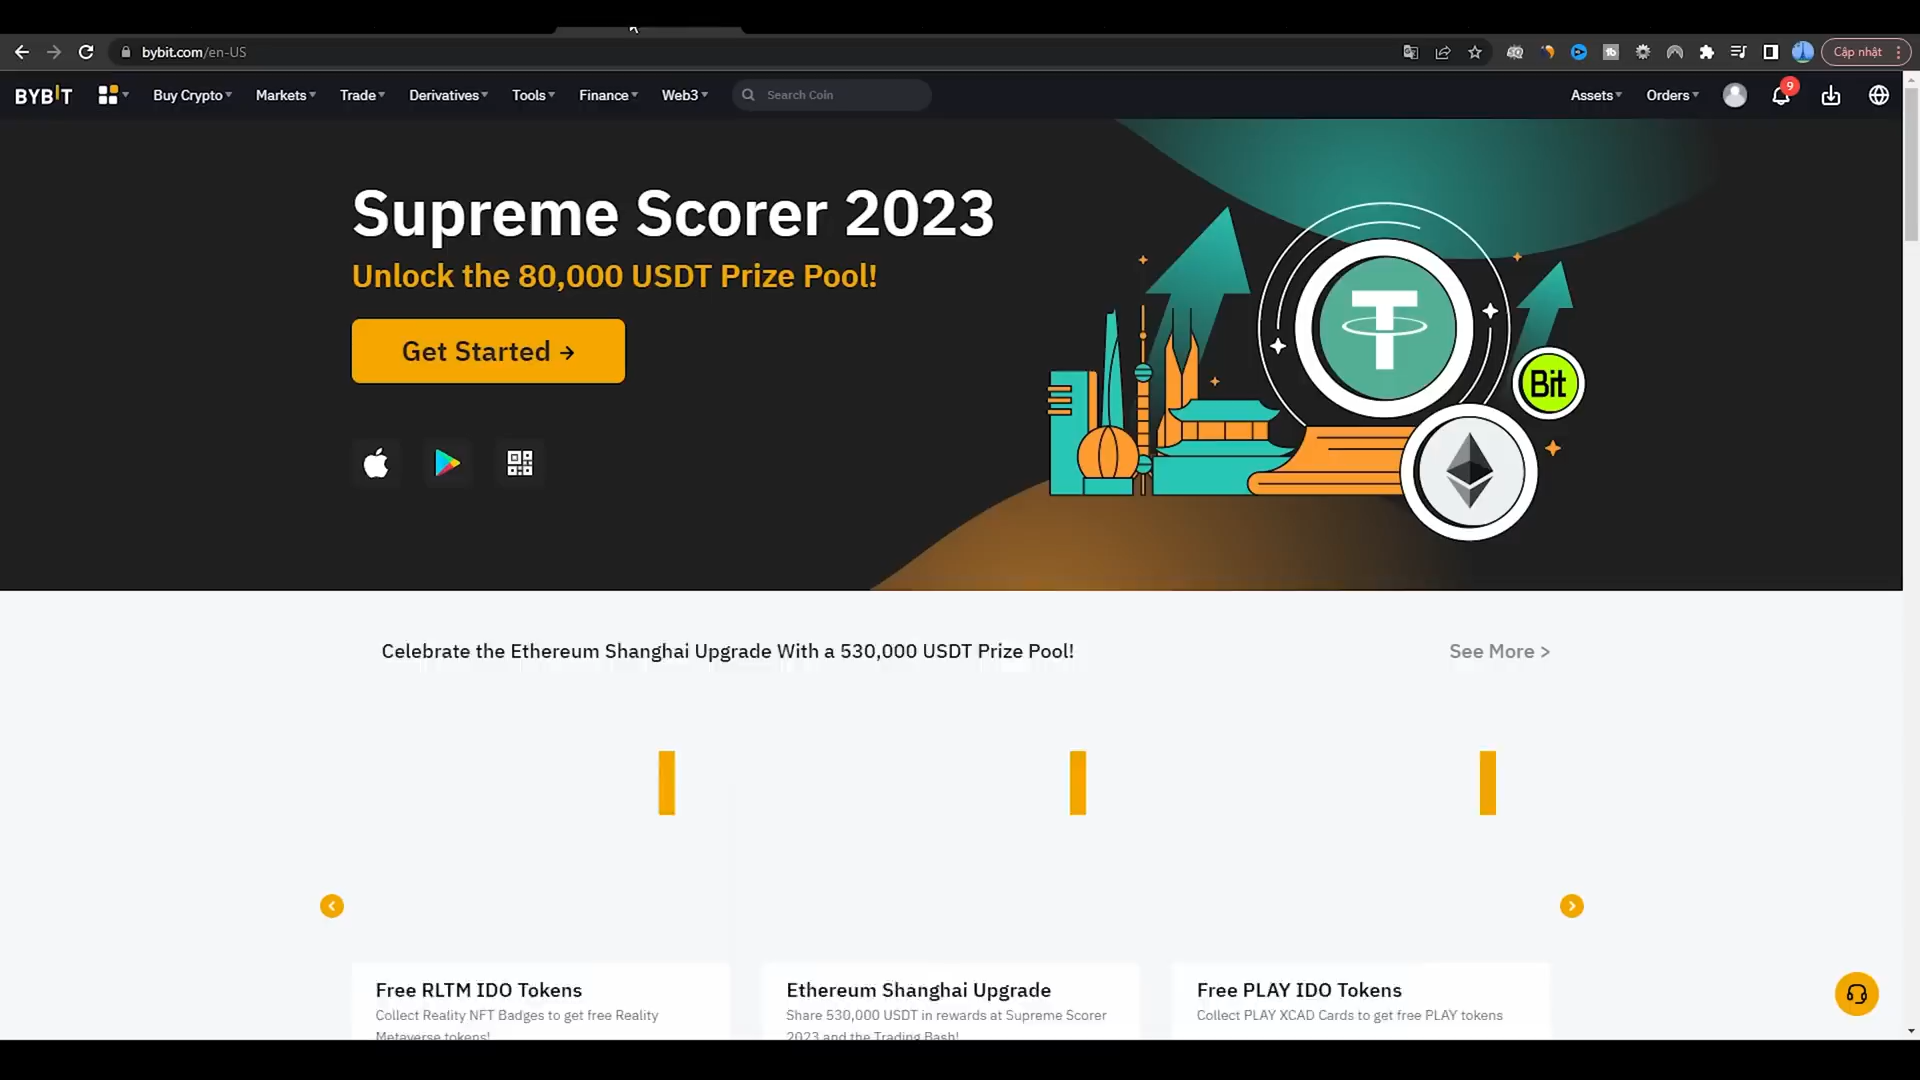 bybit.com/en-US
Cập nhật
BYBIT
Buy Crypto
Markets
Trade
Derivatives
Tools
Finance
Web3
Search Coin
Assets
Orders
9
Supreme Scorer 2023
Unlock the 80,000 USDT Prize Pool!
Get Started →
Bit
Celebrate the Ethereum Shanghai Upgrade With a 530,000 USDT Prize Pool!
See More >
Free RLTM IDO Tokens
Collect Reality NFT Badges to get free Reality
Metaverse tokens!
Ethereum Shanghai Upgrade
Share 530,000 USDT in rewards at Supreme Scorer
2023 and the Trading Bash!
Free PLAY IDO Tokens
Collect PLAY XCAD Cards to get free PLAY tokens